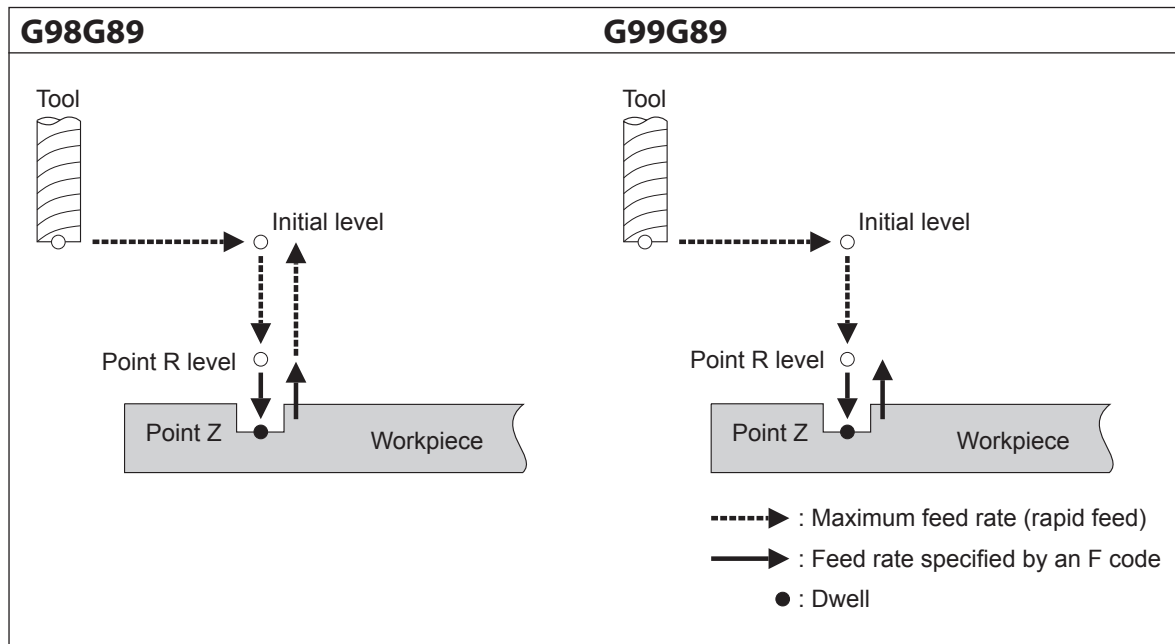 G98G89
G99G89
Tool
Initial level
Point R level
Point Z
Workpiece
Tool
Initial level
Point R level
Point Z
Workpiece
: Maximum feed rate (rapid feed)
: Feed rate specified by an F code
: Dwell